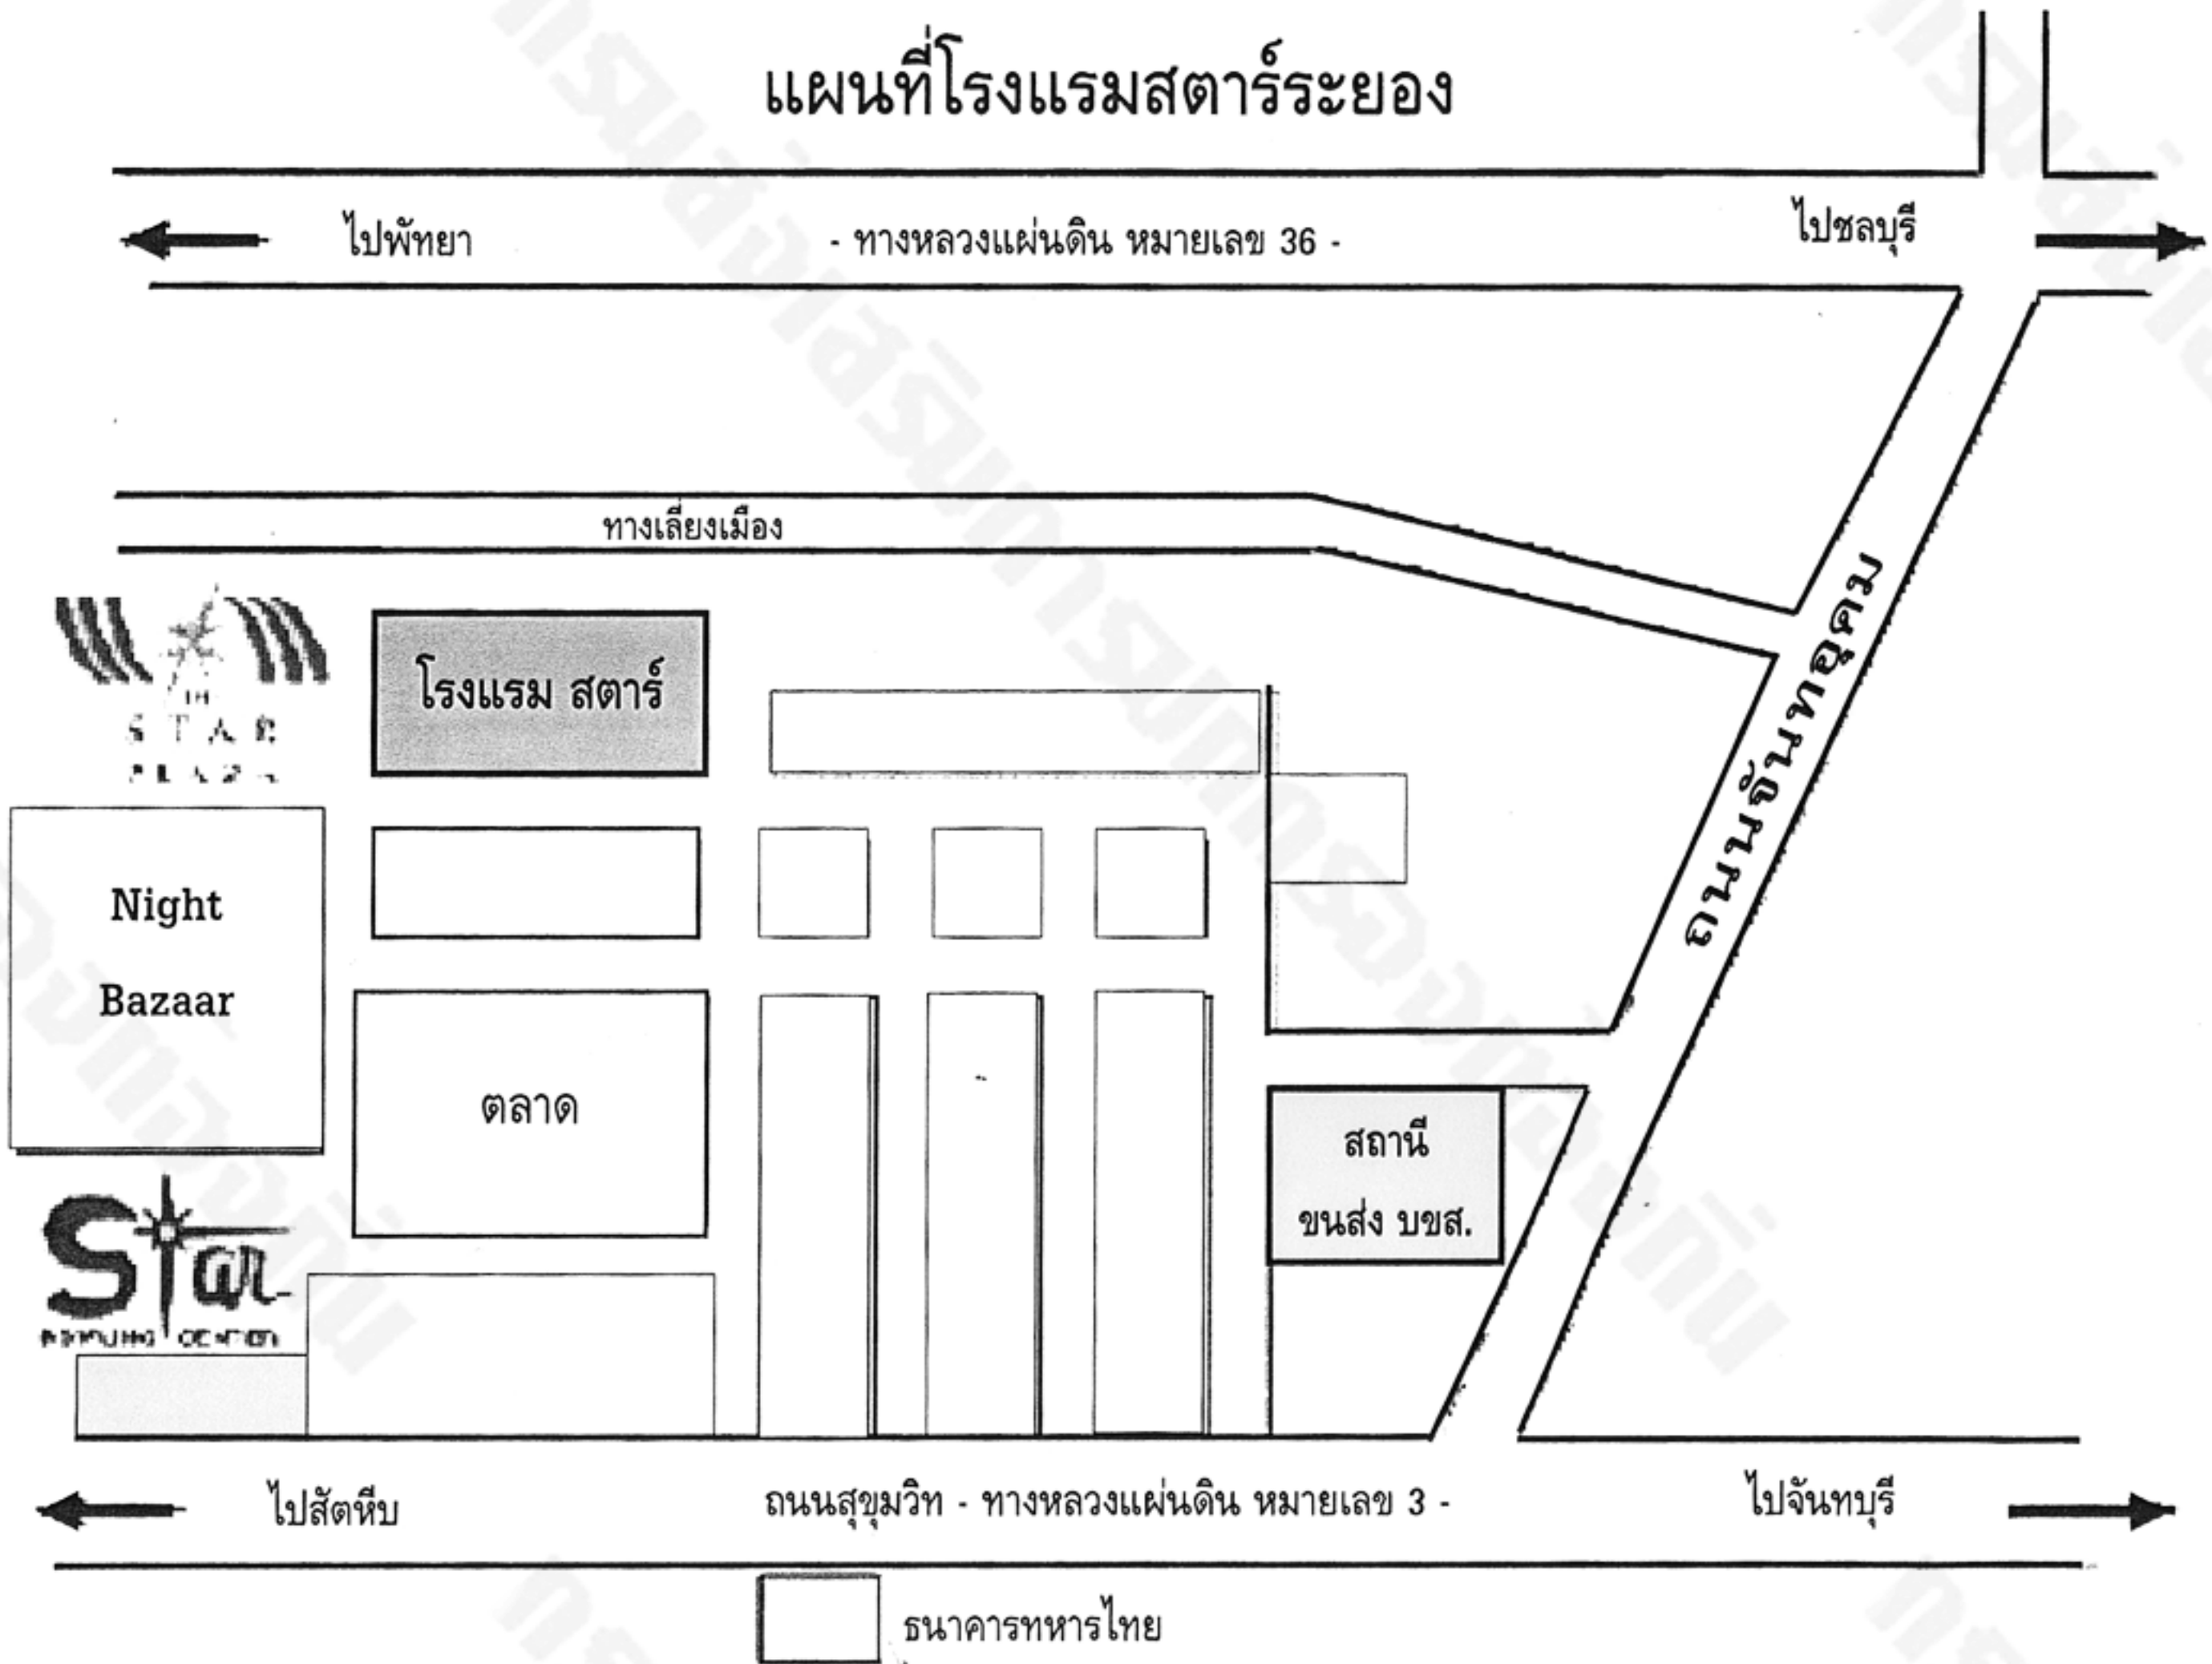 แผนที่โรงแรมสตาร์ระยอง
ไปพัทยา
- ทางหลวงแผ่นดิน หมายเลข 36 -
ไปชลบุรี
ทางเลี่ยงเมือง
ถนนจันทอุดม
โรงแรม สตาร์
STAR
Night
Bazaar
ตลาด
สถานี
ขนส่ง บขส.
Star
ไปสัตหีบ
ถนนสุขุมวิท - ทางหลวงแผ่นดิน หมายเลข 3 -
ไปจันทบุรี
ธนาคารทหารไทย